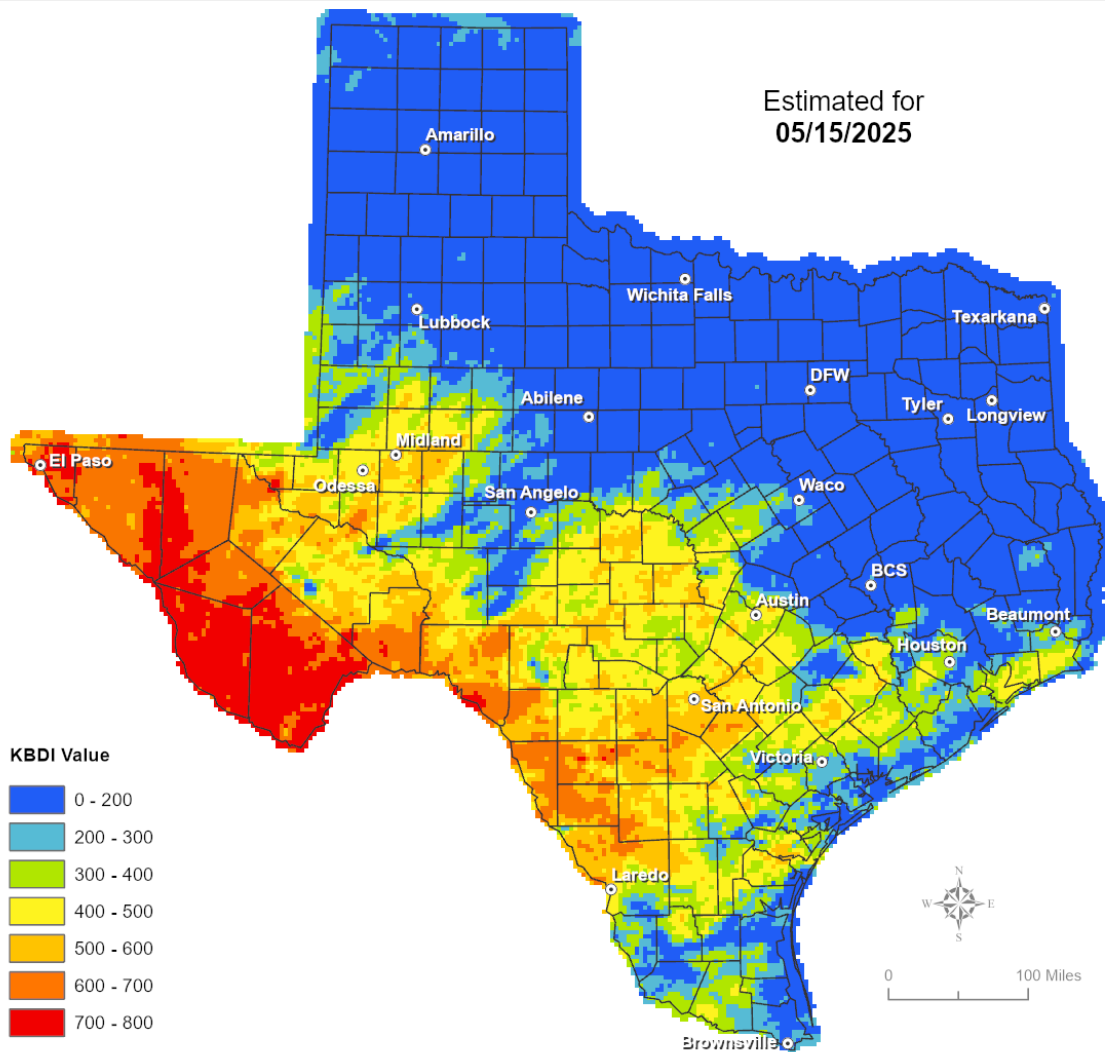 Estimated for
05/15/2025
Amarillo
Wichita Falls
Lubbock
Texarkana
DFW
Abilene
Tyler
Longview
Midland
El Paso
Odessa
San Angelo
Waco
BCS
Austin
Beaumont
Houston
San Antonio
Victoria
Laredo
Brownsville
KBDI Value
0 - 200
200 - 300
300 - 400
400 - 500
500 - 600
600 - 700
700 - 800
N
W E
S
0 100 Miles